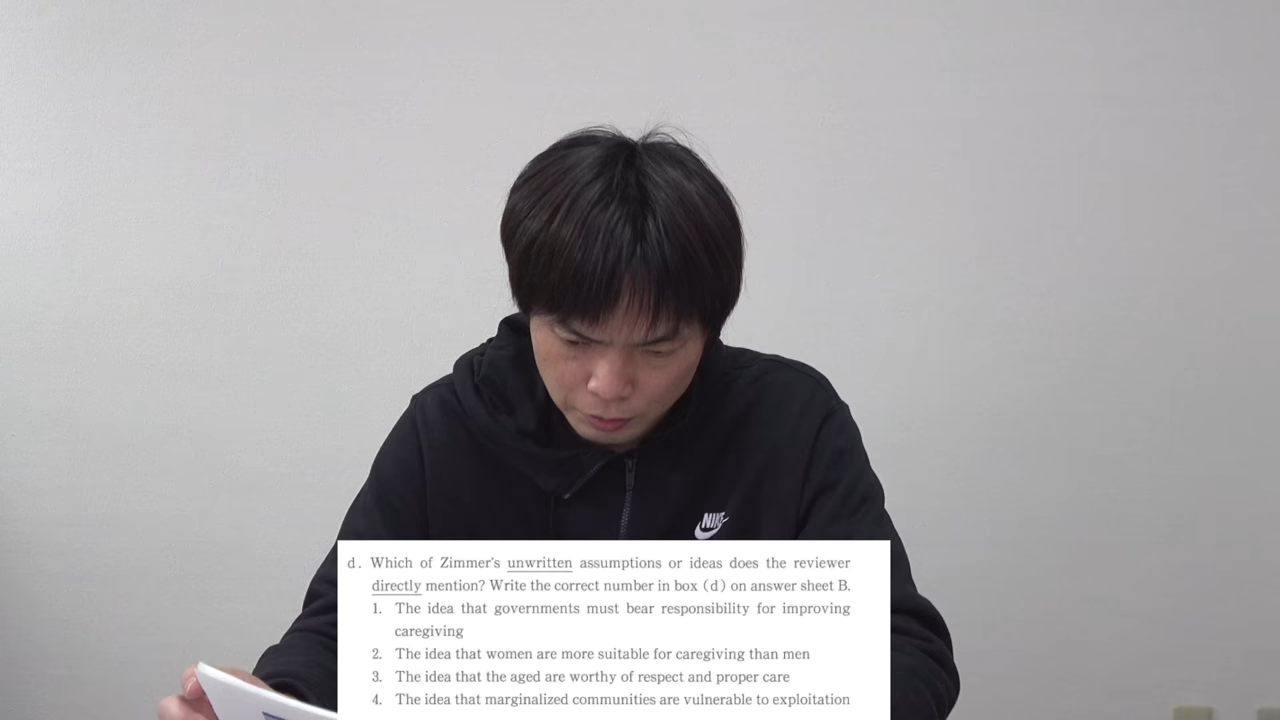 NIKE
d. Which of Zimmer's unwritten assumptions or ideas does the reviewer
directly mention? Write the correct number in box (d) on answer sheet B.
1. The idea that governments must bear responsibility for improving
caregiving
2. The idea that women are more suitable for caregiving than men
3. The idea that the aged are worthy of respect and proper care
4. The idea that marginalized communities are vulnerable to exploitation